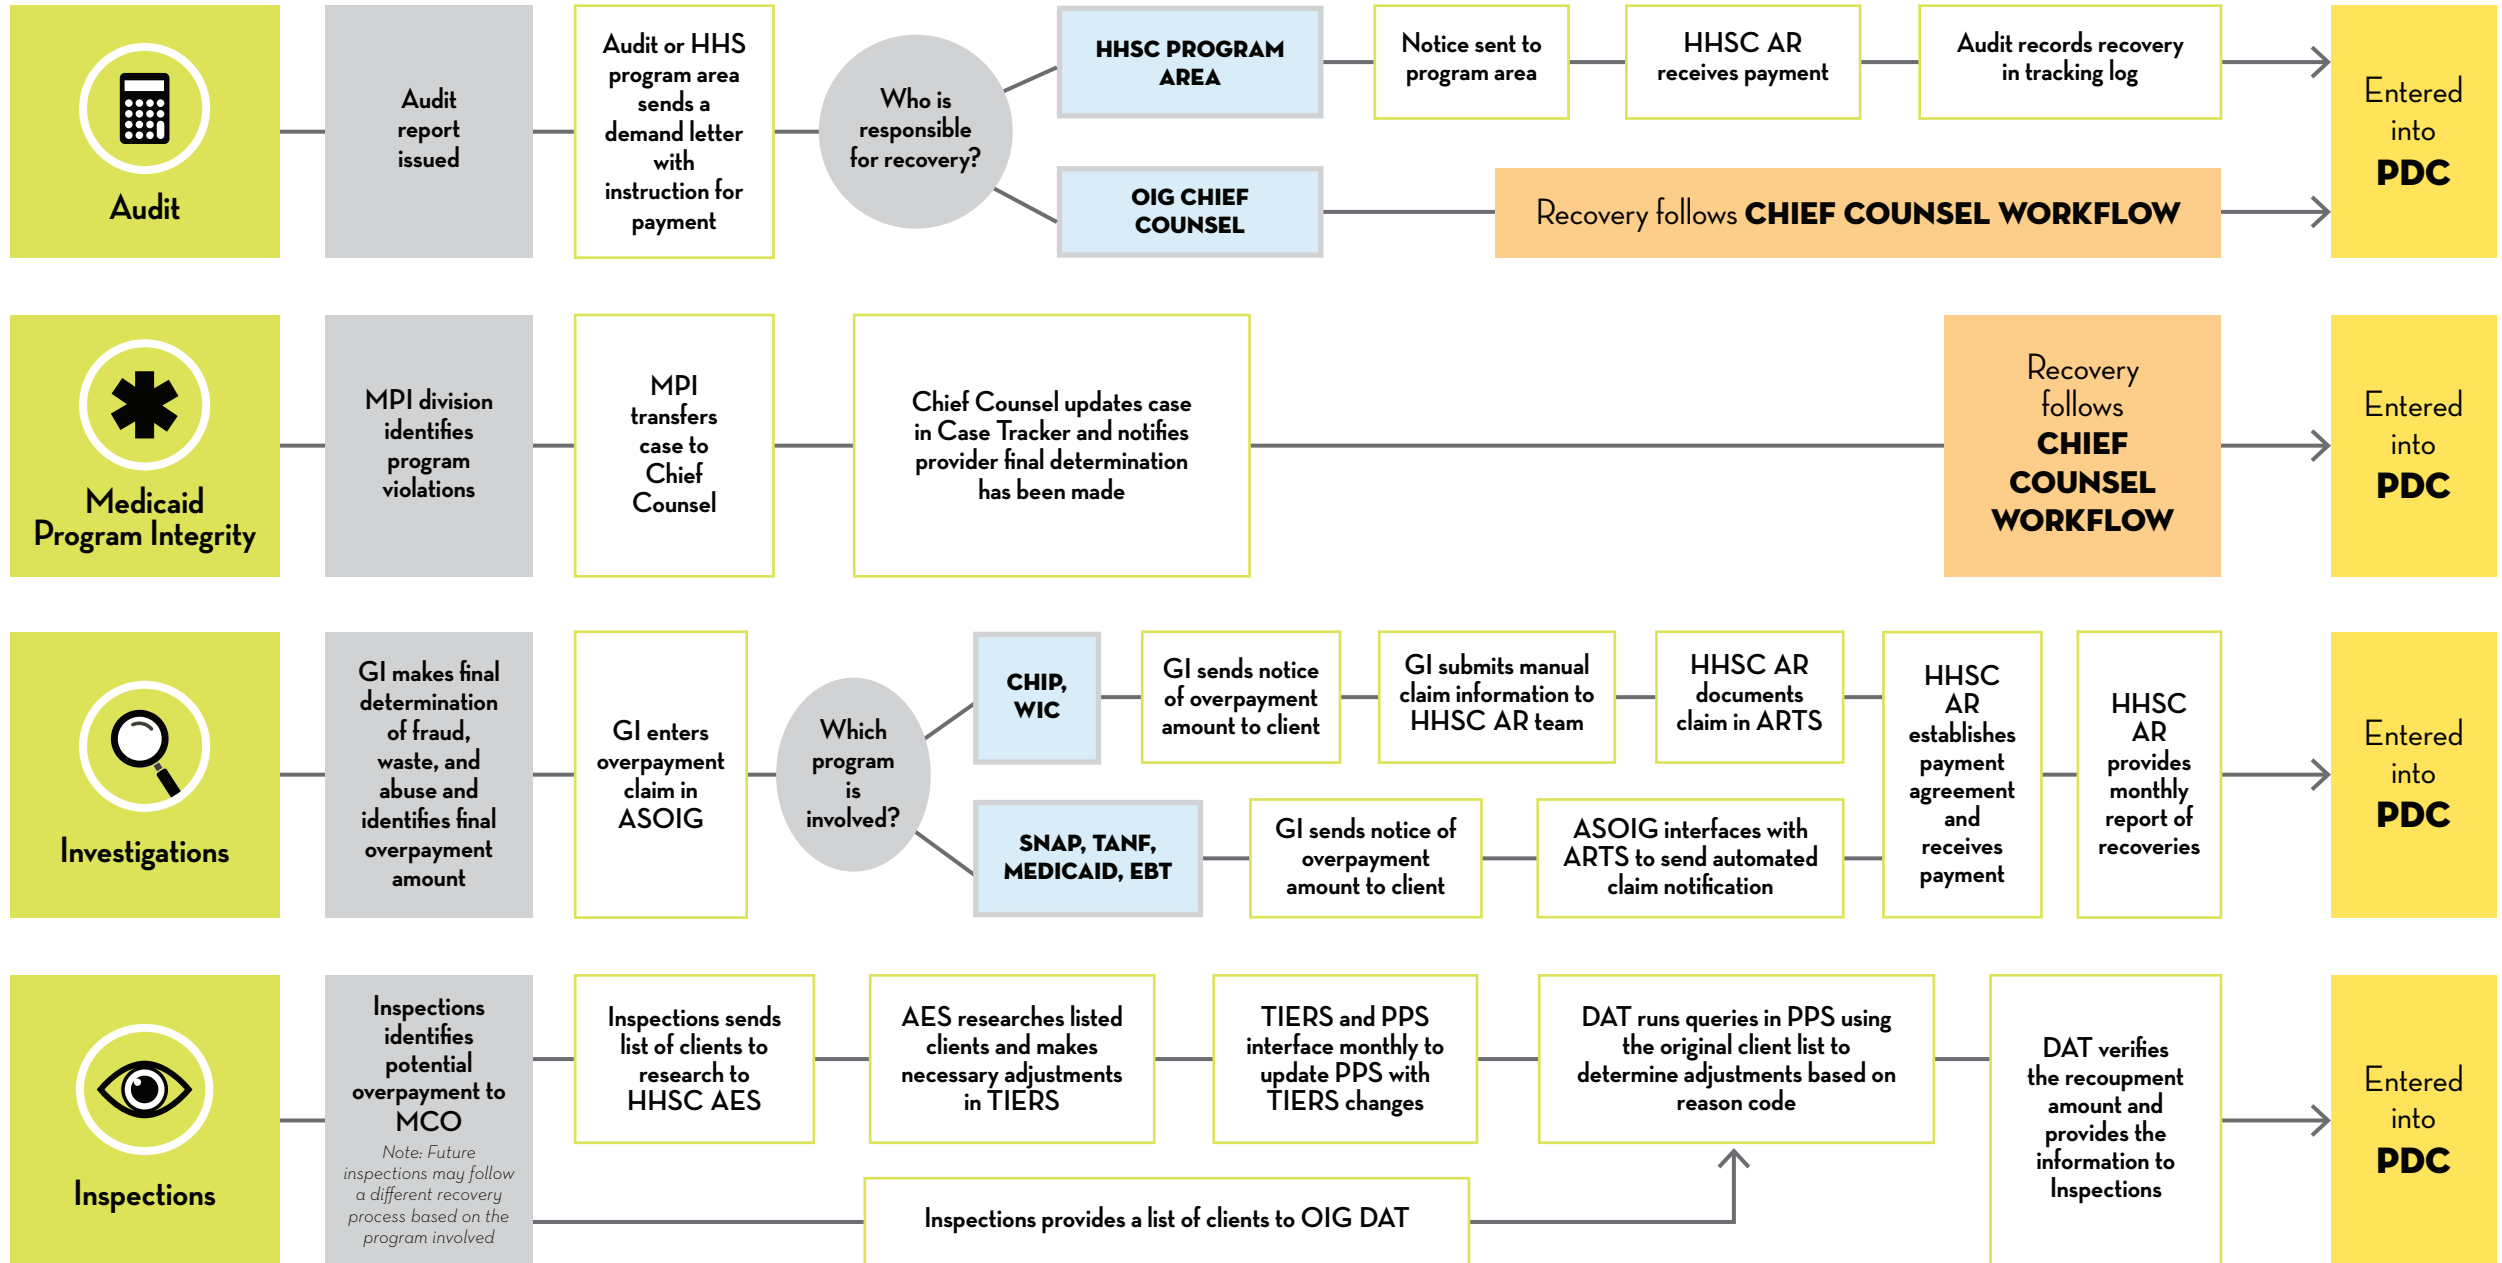 Audit
Audit
report
issued
Audit or HHS
program area
sends a
demand letter
with
instruction for
payment
Who is
responsible
for recovery?
HHSC PROGRAM
AREA
Notice sent to
program area
HHSC AR
receives payment
Audit records recovery
in tracking log
OIG CHIEF
COUNSEL
Recovery follows CHIEF COUNSEL WORKFLOW
Entered
into
PDC
Medicaid
Program Integrity
MPI division
identifies
program
violations
MPI
transfers
case to
Chief
Counsel
Chief Counsel updates case
in Case Tracker and notifies
provider final determination
has been made
Recovery
follows
CHIEF
COUNSEL
WORKFLOW
Entered
into
PDC
Investigations
GI makes final
determination
of fraud,
waste, and
abuse and
identifies final
overpayment
amount
GI enters
overpayment
claim in
ASOIG
Which
program
is
involved?
CHIP,
WIC
GI sends notice
of overpayment
amount to client
GI submits manual
claim information to
HHSC AR team
HHSC AR
documents
claim in ARTS
SNAP, TANF,
MEDICAID, EBT
GI sends notice of
overpayment
amount to client
ASOIG interfaces with
ARTS to send automated
claim notification
HHSC
AR
establishes
payment
agreement
and
receives
payment
HHSC
AR
provides
monthly
report of
recoveries
Entered
into
PDC
Inspections
Inspections
identifies
potential
overpayment to
MCO
Note: Future
inspections may follow
a different recovery
process based on the
program involved
Inspections sends
list of clients to
research to
HHSC AES
AES researches listed
clients and makes
necessary adjustments
in TIERS
TIERS and PPS
interface monthly to
update PPS with
TIERS changes
DAT runs queries in PPS using
the original client list to
determine adjustments based on
reason code
Inspections provides a list of clients to OIG DAT
DAT verifies
the recoupment
amount and
provides the
information to
Inspections
Entered
into
PDC